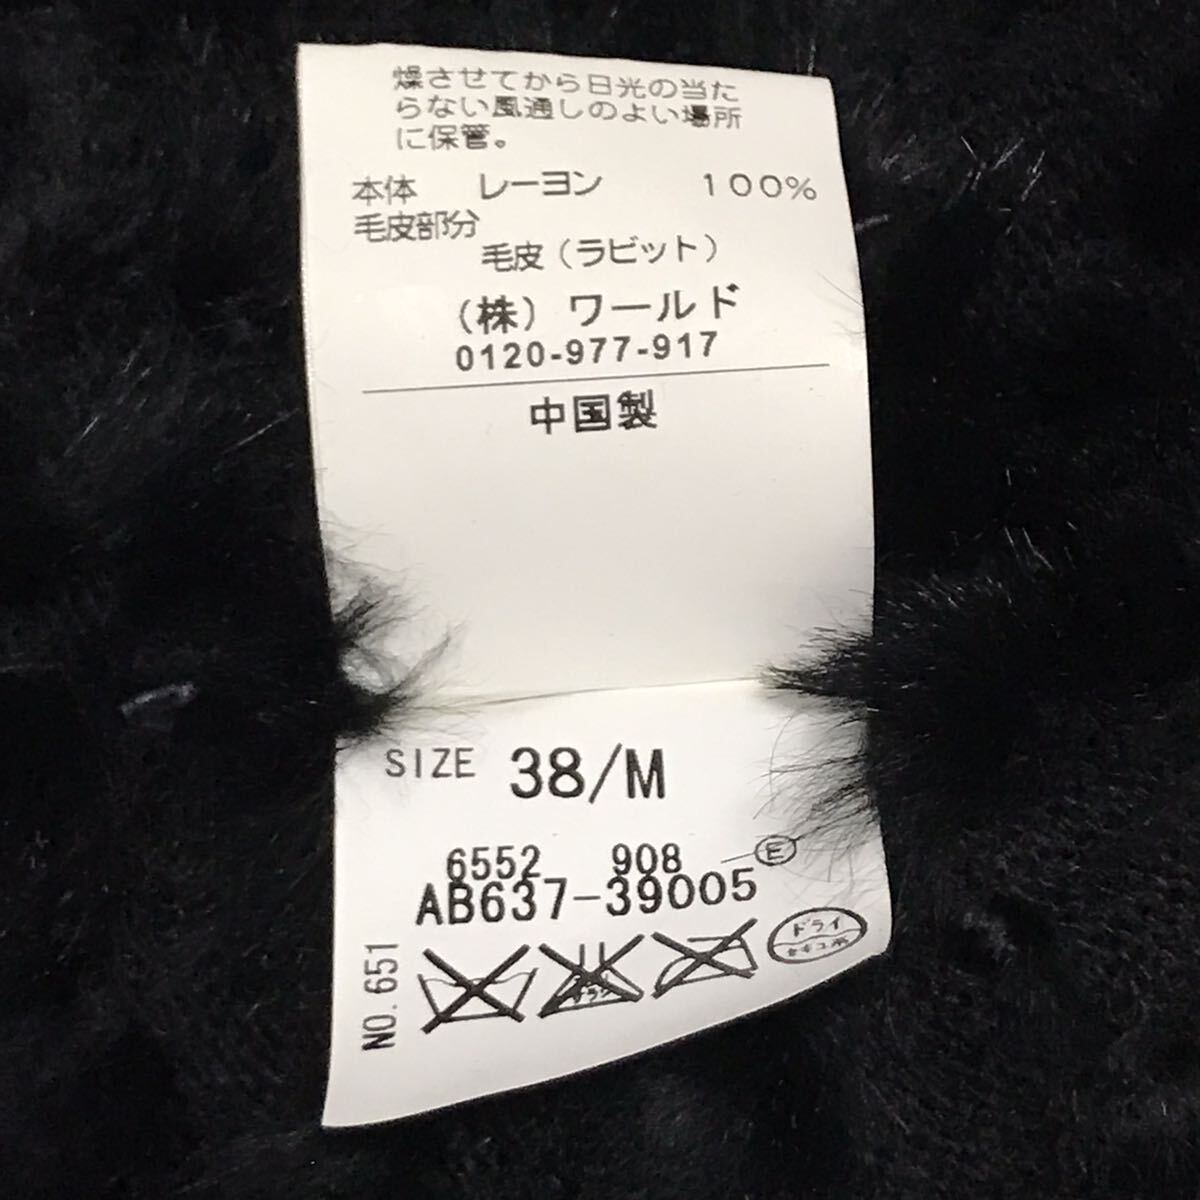 燥させてから日光の当た
らない風通しのよい場所
に保管。
本体 レーヨン 100%
毛皮部分
毛皮（ラビット）
（株）ワールド
0120-977-917
中国製
SIZE 38/M
6552 908 E
AB637-39005
NO.651
ドライ